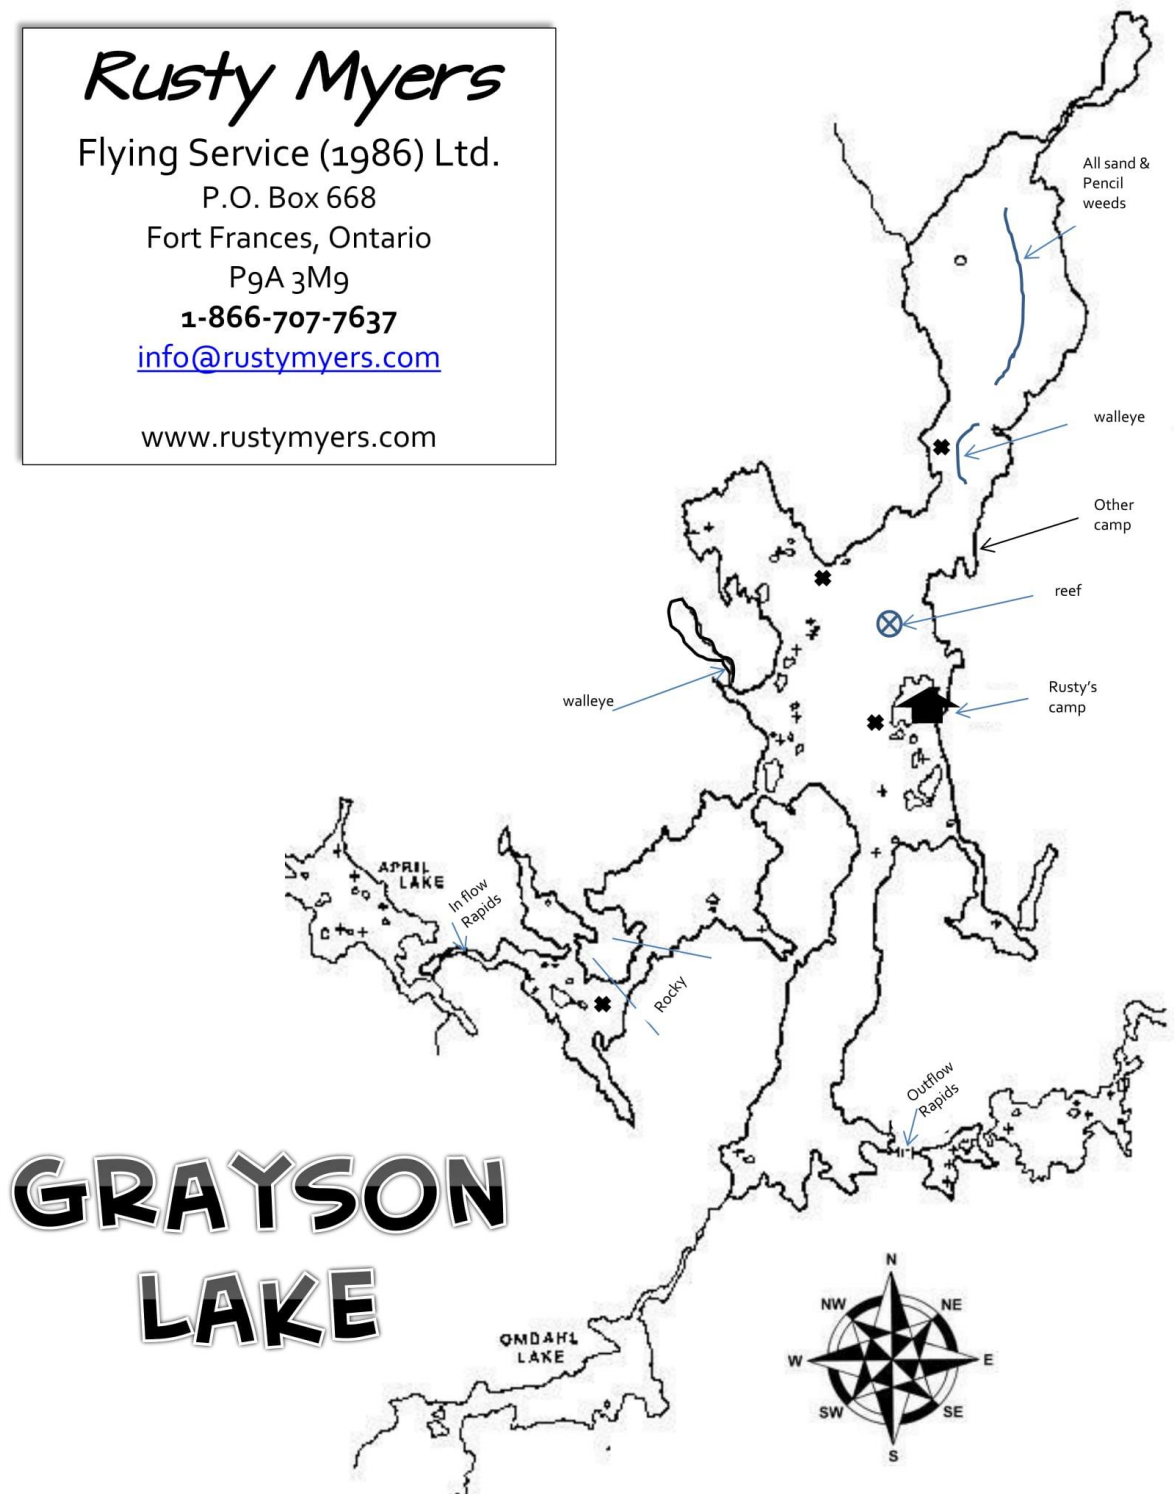 Rusty Myers
Flying Service (1986) Ltd.
P.O. Box 668
Fort Frances, Ontario
P9A 3M9
1-866-707-7637
info@rustymyers.com
www.rustymyers.com
All sand &
Pencil
weeds
walleye
Other
camp
reef
Rusty's
camp
walleye
APRIL
LAKE
In flow
Rapids
Rocky
Outflow
Rapids
GRAYSON
LAKE
OMDAHL
LAKE
N
NW
NE
W
E
SW
SE
S